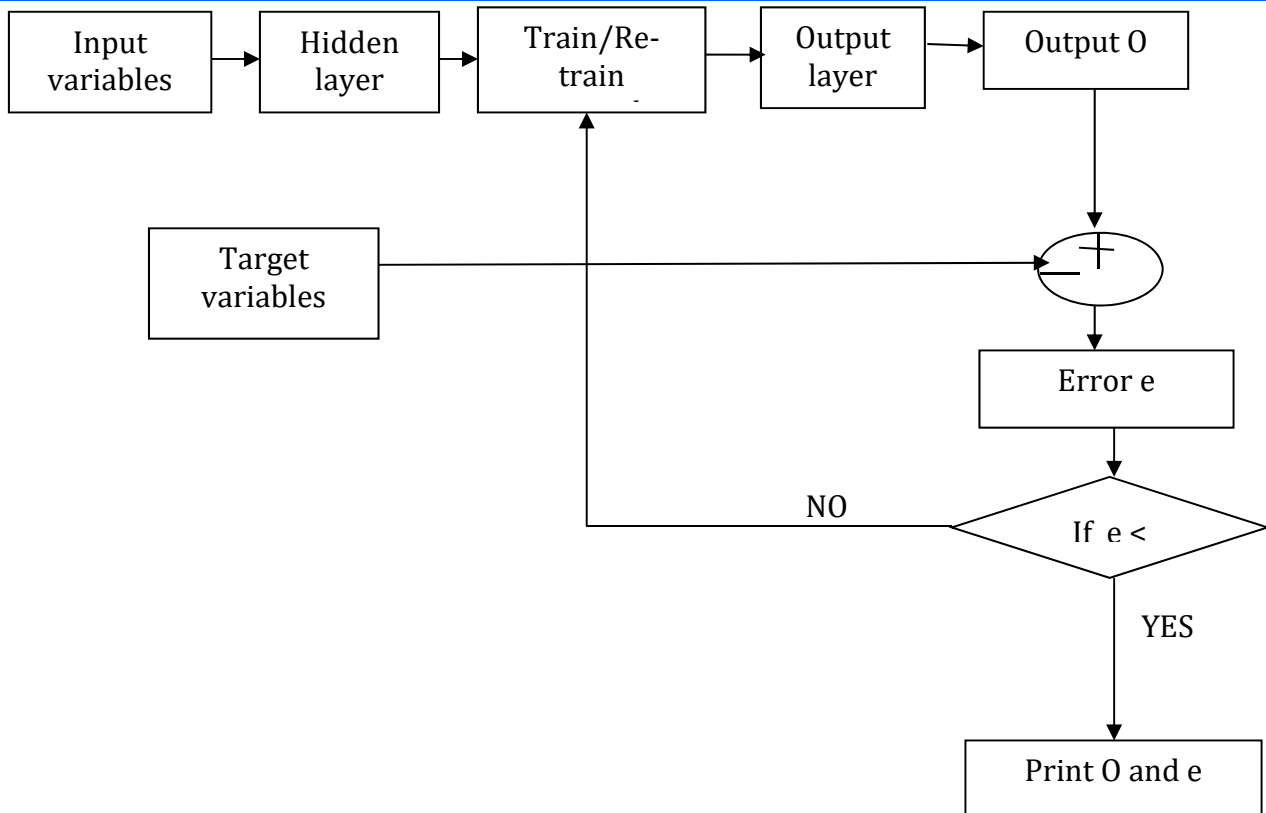 Input
variables
Hidden
layer
Train/Re-
train
Output
layer
Output O
Target
variables
+
–
Error e
NO
If e <
YES
Print O and e